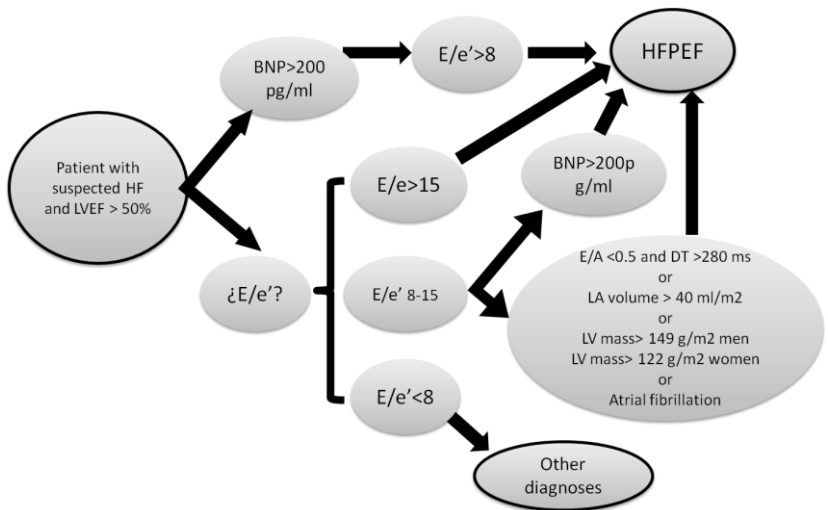 BNP>200
pg/ml
E/e’>8
HFPEF
Patient with
suspected HF
and LVEF > 50%
E/e>15
BNP>200p
g/ml
¿E/e’?
E/e’ 8-15
E/A <0.5 and DT >280 ms
or
LA volume > 40 ml/m2
or
LV mass> 149 g/m2 men
LV mass> 122 g/m2 women
or
Atrial fibrillation
E/e’<8
Other
diagnoses